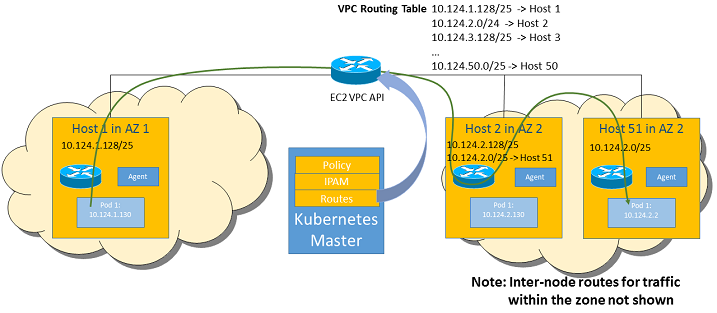 VPC Routing Table
10.124.1.128/25 -> Host 1
10.124.2.0/24 -> Host 2
10.124.3.128/25 -> Host 3
...
10.124.50.0/25 -> Host 50
EC2 VPC API
Host 1 in AZ 1
10.124.1.128/25
Agent
Pod 1:
10.124.1.130
Policy
IPAM
Routes
Kubernetes
Master
Host 2 in AZ 2
10.124.2.128/25
10.124.2.0/25 -> Host 51
Agent
Pod 1:
10.124.2.130
Host 51 in AZ 2
10.124.2.0/25
Agent
Pod 1:
10.124.2.2
Note: Inter-node routes for traffic
within the zone not shown